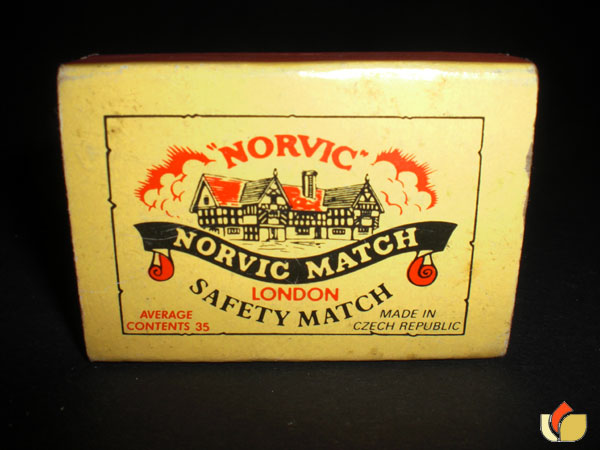 "NORVIC"
NORVIC MATCH
LONDON
SAFETY MATCH
AVERAGE
CONTENTS 35
MADE IN
CZECH REPUBLIC